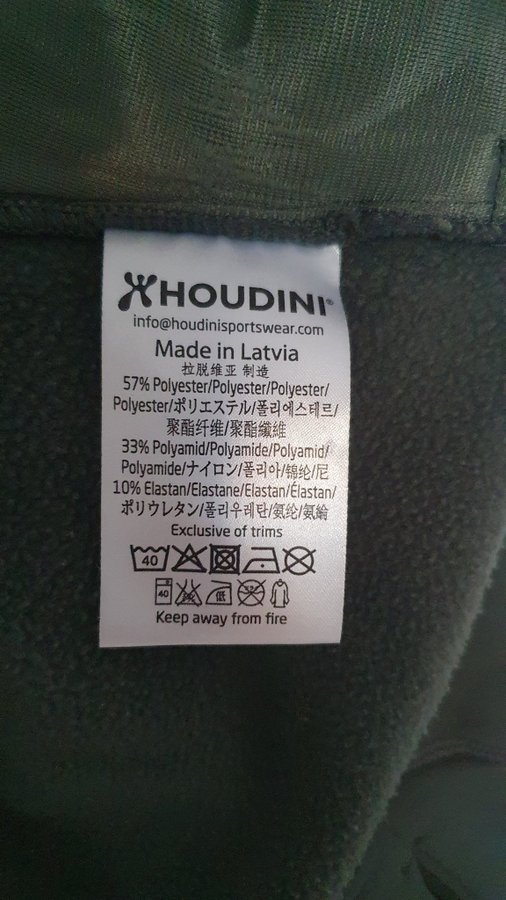 HOUDINI®
info@houdinisportswear.com
Made in Latvia
拉脱维亚 制造
57% Polyester/Polyester/Polyester/
Polyester/ポリエステル/폴리에스테르/
聚酯纤维/聚酯纖維
33% Polyamid/Polyamide/Polyamid/
Polyamide/ナイロン/폴리아/锦纶/尼
10% Elastan/Elastane/Elastan/Élastan/
ポリウレタン/폴리우레탄/氨纶/氨綸
Exclusive of trims
40
40 低
Keep away from fire